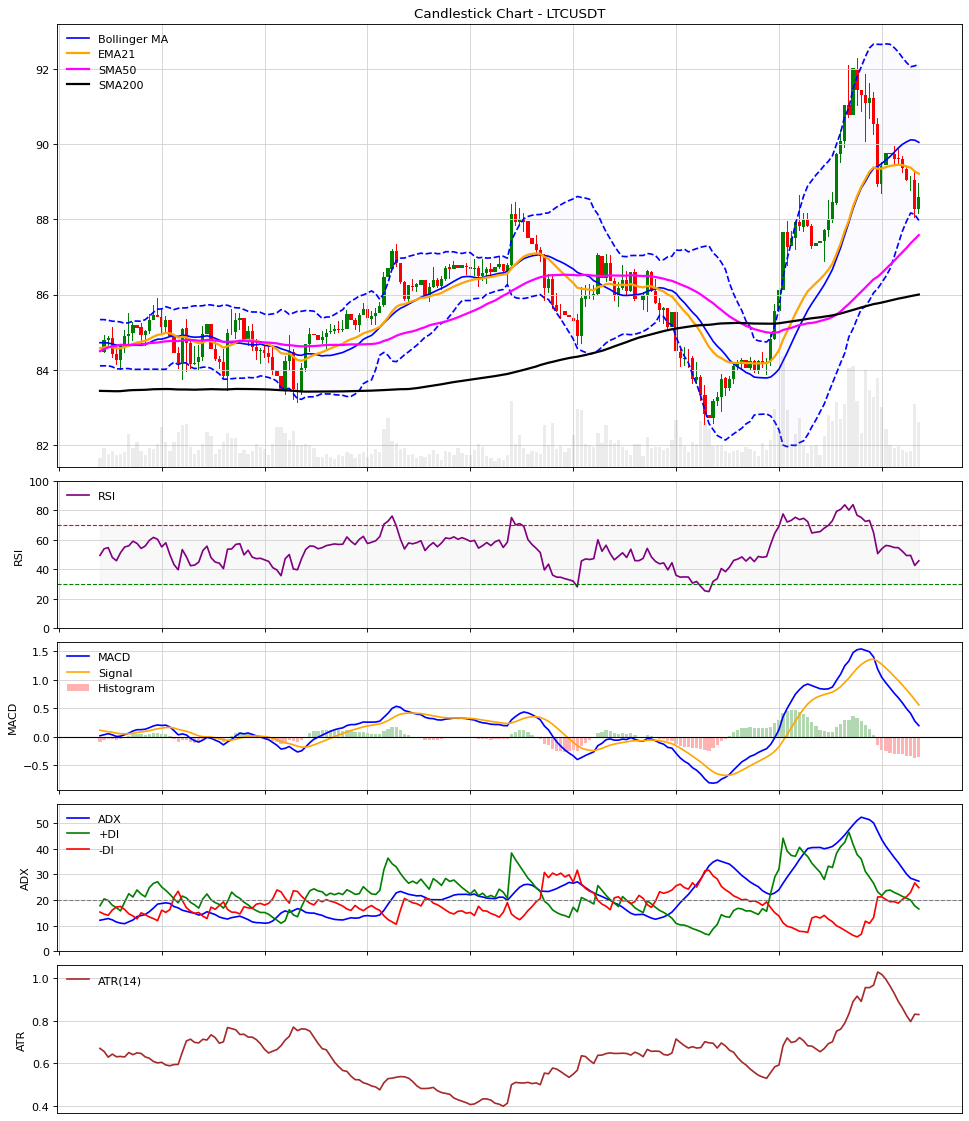 Candlestick Chart - LTCUSDT
Bollinger MA
EMA21
SMA50
SMA200
92
90
88
86
84
82
RSI
RSI
100
80
60
40
20
0
MACD
Signal
Histogram
MACD
1.5
1.0
0.5
0.0
−0.5
ADX
+DI
-DI
ADX
50
40
30
20
10
0
ATR(14)
ATR
1.0
0.8
0.6
0.4